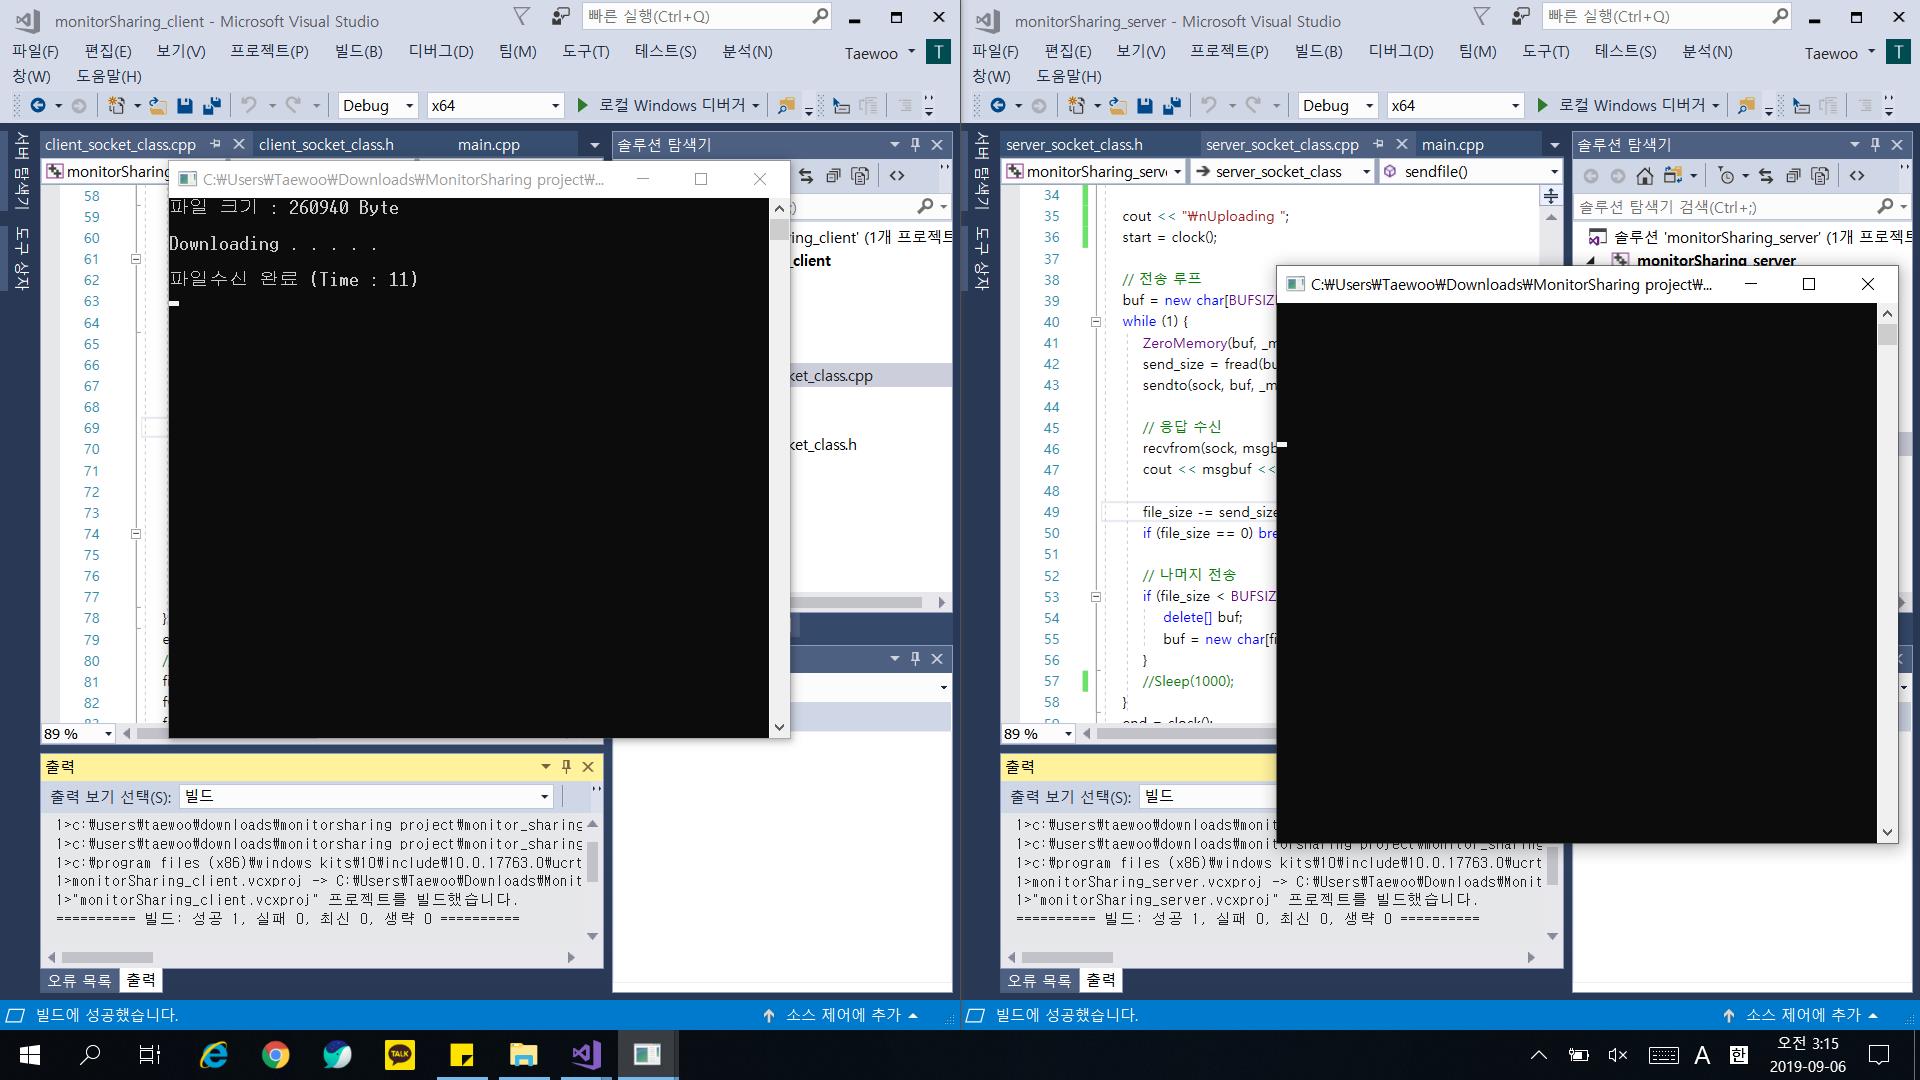 monitorSharing_client - Microsoft Visual Studio
빠른 실행(Ctrl+Q)
파일(F) 편집(E) 보기(V) 프로젝트(P) 빌드(B) 디버그(D) 팀(M) 도구(T) 테스트(S) 분석(N)
Taewoo T
창(W) 도움말(H)
Debug x64 로컬 Windows 디버거
서버 탐색기
도구 상자
client_socket_class.cpp client_socket_class.h main.cpp
monitorSharing
C:₩Users₩Taewoo₩Downloads₩MonitorSharing project₩...
파일 크기 : 260940 Byte
Downloading . . . . .
파일수신 완료 (Time : 11)
58
59
60
61
62
63
64
65
66
67
68
69
70
71
72
73
74
75
76
77
78 }
79 e
80 /
81 fi
82 f
83
89 %
솔루션 탐색기
ring_client' (1개 프로젝트
_client
ket_class.cpp
ket_class.h
출력
출력 보기 선택(S): 빌드
1>c:₩users₩taewoo₩downloads₩monitorsharing project₩monitor_sharing
1>c:₩users₩taewoo₩downloads₩monitorsharing project₩monitor_sharing
1>c:₩program files (x86)₩windows kits₩10₩include₩10.0.17763.0₩ucrt
1>monitorSharing_client.vcxproj -> C:₩Users₩Taewoo₩Downloads₩Monit
1>"monitorSharing_client.vcxproj" 프로젝트를 빌드했습니다.
========== 빌드: 성공 1, 실패 0, 최신 0, 생략 0 ==========
오류 목록 출력
빌드에 성공했습니다. 소스 제어에 추가
monitorSharing_server - Microsoft Visual Studio
빠른 실행(Ctrl+Q)
파일(F) 편집(E) 보기(V) 프로젝트(P) 빌드(B) 디버그(D) 팀(M) 도구(T) 테스트(S) 분석(N)
Taewoo T
창(W) 도움말(H)
Debug x64 로컬 Windows 디버거
서버 탐색기
도구 상자
server_socket_class.h server_socket_class.cpp main.cpp
monitorSharing_serve server_socket_class sendfile()
34
35 cout << "₩nUploading ";
36 start = clock();
37
38 // 전송 루프
39 buf = new char[BUFSIZ
40 while (1) {
41 ZeroMemory(buf, _m
42 send_size = fread(bu
43 sendto(sock, buf, _m
44
45 // 응답 수신
46 recvfrom(sock, msgb
47 cout << msgbuf <<
48
49 file_size -= send_size
50 if (file_size == 0) bre
51
52 // 나머지 전송
53 if (file_size < BUFSIZ
54 delete[] buf;
55 buf = new char[fi
56 }
57 //Sleep(1000);
58 }
59 end = clock();
89 %
솔루션 탐색기
솔루션 탐색기 검색(Ctrl+;)
솔루션 'monitorSharing_server' (1개 프로젝트
monitorSharing_server
C:₩Users₩Taewoo₩Downloads₩MonitorSharing project₩...
출력
출력 보기 선택(S): 빌드
1>c:₩users₩taewoo₩downloads₩monit
1>c:₩users₩taewoo₩downloads₩monitorsharing project₩monitor_sharing
1>c:₩program files (x86)₩windows kits₩10₩include₩10.0.17763.0₩ucrt
1>monitorSharing_server.vcxproj -> C:₩Users₩Taewoo₩Downloads₩Monit
1>"monitorSharing_server.vcxproj" 프로젝트를 빌드했습니다.
========== 빌드: 성공 1, 실패 0, 최신 0, 생략 0 ==========
오류 목록 출력
빌드에 성공했습니다. 소스 제어에 추가
TALK
A 한
오전 3:15
2019-09-06